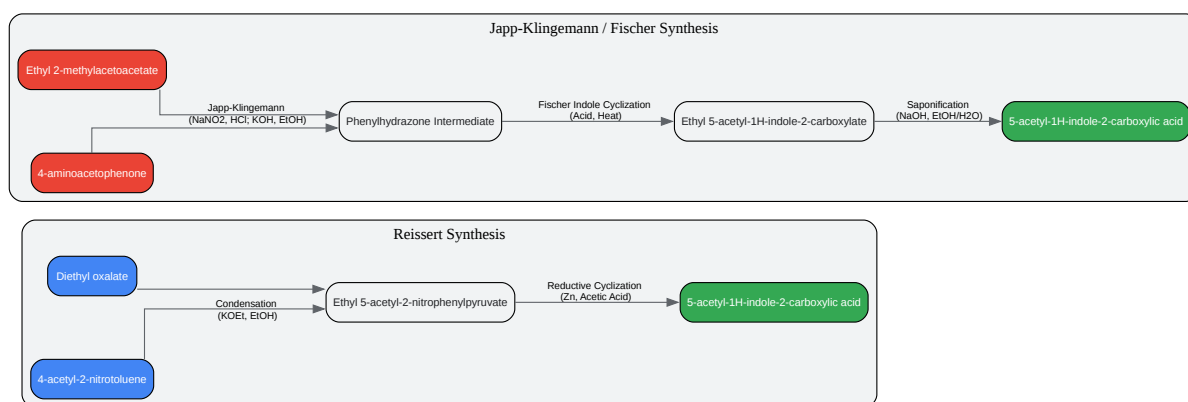 Japp-Klingemann / Fischer Synthesis
Ethyl 2-methylacetoacetate
Japp-Klingemann
(NaNO2, HCl; KOH, EtOH)
4-aminoacetophenone
Phenylhydrazone Intermediate
Fischer Indole Cyclization
(Acid, Heat)
Ethyl 5-acetyl-1H-indole-2-carboxylate
Saponification
(NaOH, EtOH/H2O)
5-acetyl-1H-indole-2-carboxylic acid
Reissert Synthesis
Diethyl oxalate
Condensation
(KOEt, EtOH)
4-acetyl-2-nitrotoluene
Ethyl 5-acetyl-2-nitrophenylpyruvate
Reductive Cyclization
(Zn, Acetic Acid)
5-acetyl-1H-indole-2-carboxylic acid